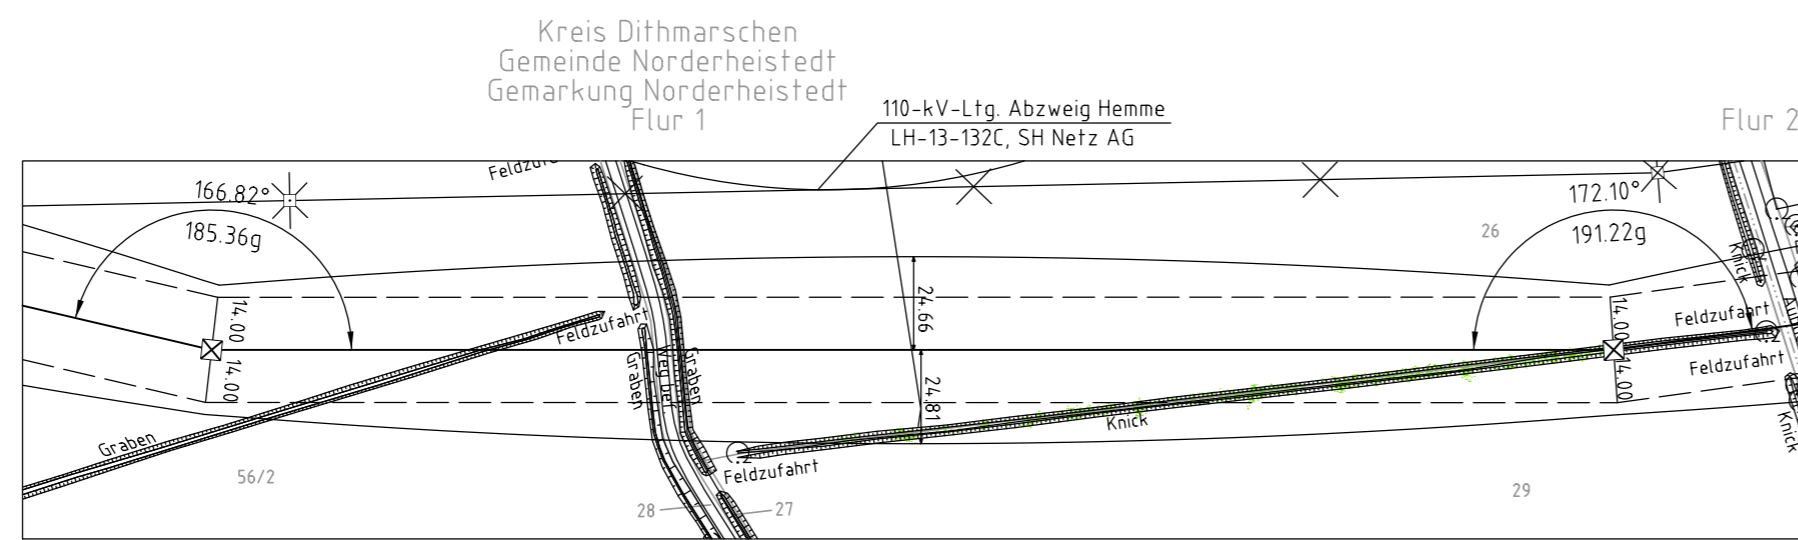 Kreis Dithmarschen
Gemeinde Norderheistedt
Gemarkung Norderheistedt
Flur 1
110-kV-Ltg. Abzweig Hemme
LH-13-132C, SH Netz AG
Flur 2
166.82°
185.36g
172.10°
191.22g
26
Knick
14.00
14.00
24.66
24.81
14.00
14.00
Feldzufahrt
Feldzufahrt
Feldzufahrt
Graben
Weg bef
Graben
Graben
Knick
Feldzufahrt
Knick
56/2
28
27
29